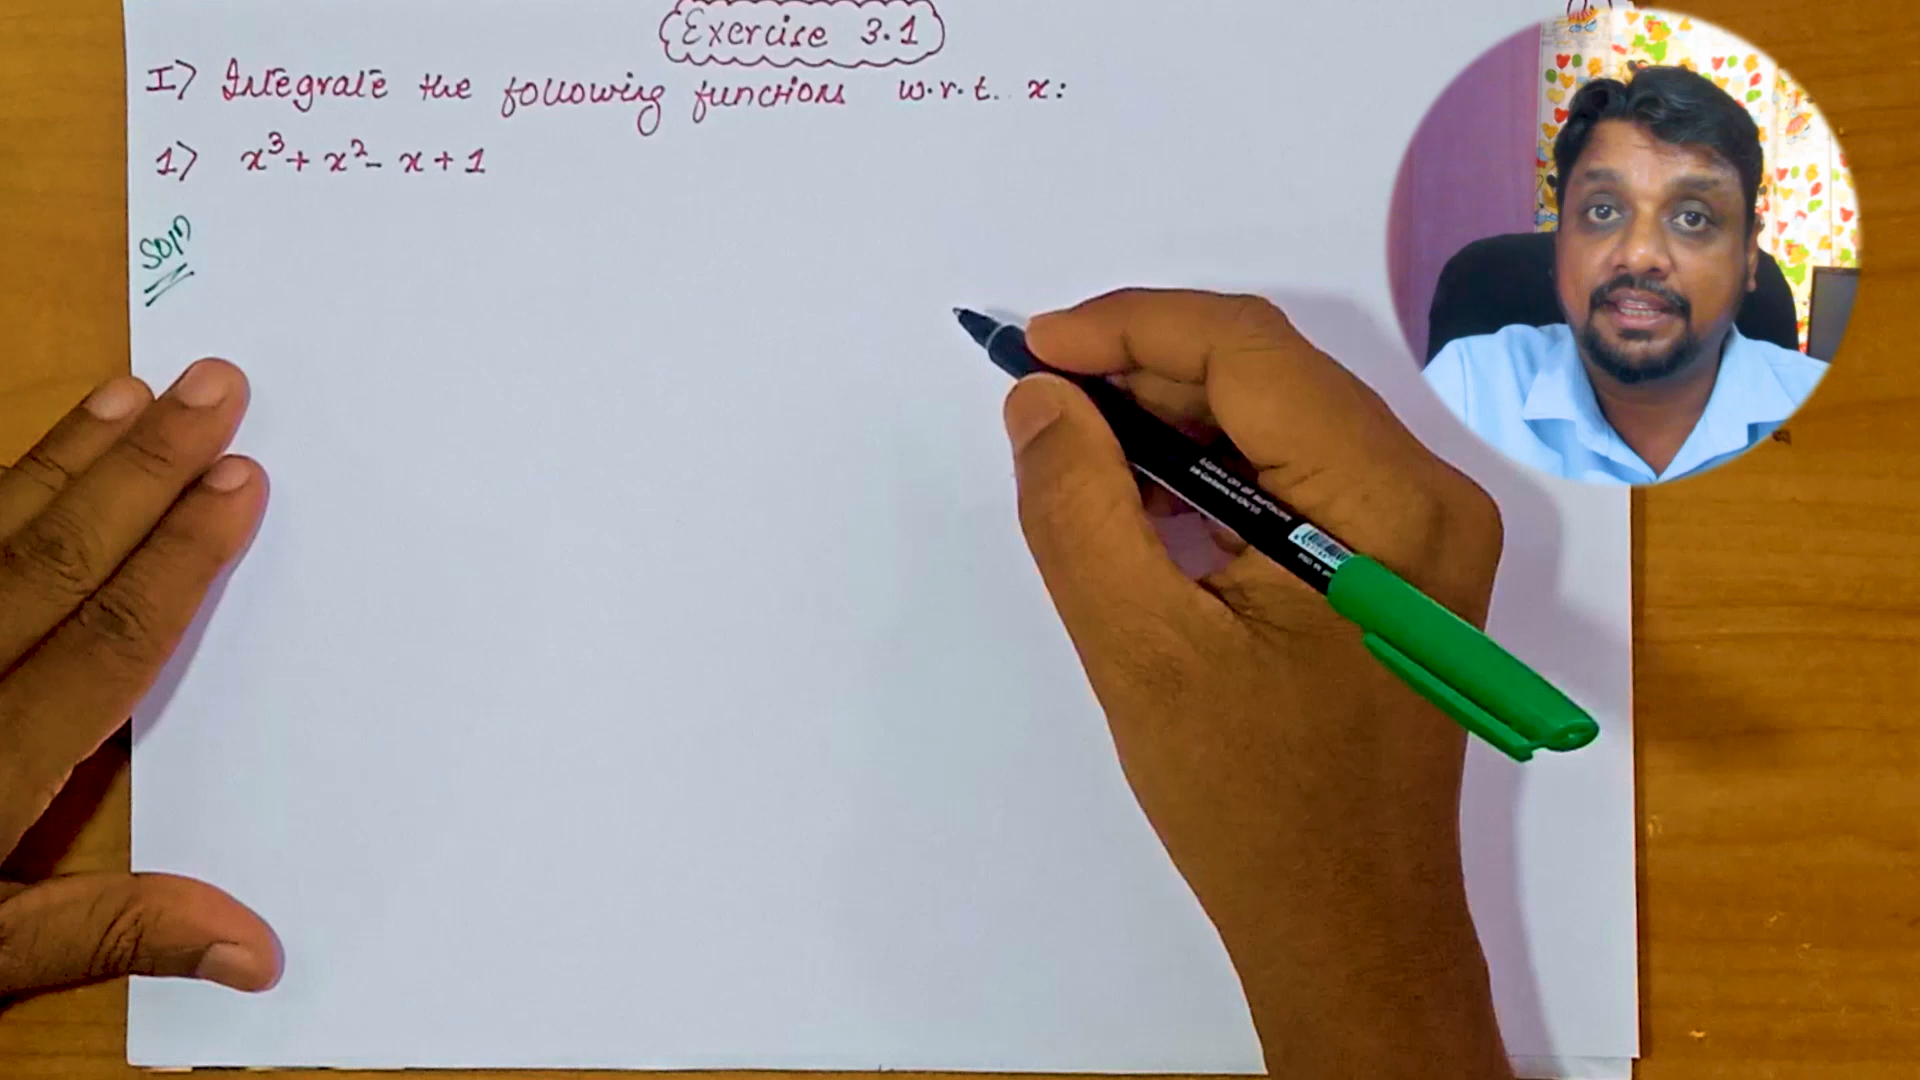 Exercise 3.1
I> Integrate the following functions w.r.t. x:
1> x³ + x² - x + 1
Soln